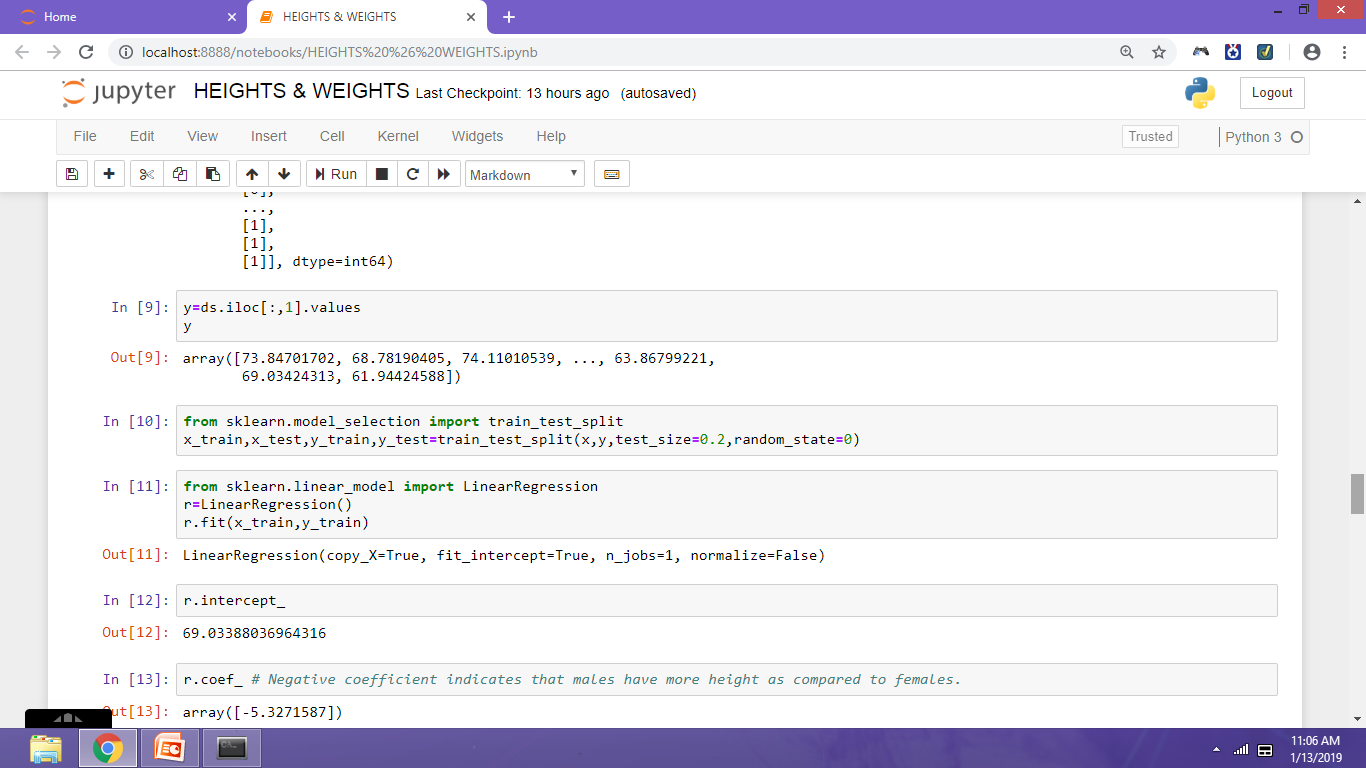 Home
HEIGHTS & WEIGHTS
localhost:8888/notebooks/HEIGHTS%20%26%20WEIGHTS.ipynb
jupyter HEIGHTS & WEIGHTS Last Checkpoint: 13 hours ago (autosaved)
Logout
File Edit View Insert Cell Kernel Widgets Help
Trusted
Python 3
Run
Markdown
...,
[1],
[1],
[1]], dtype=int64)
In [9]: y=ds.iloc[:,1].values
y
Out[9]: array([73.84701702, 68.78190405, 74.11010539, ..., 63.86799221,
69.03424313, 61.94424588])
In [10]: from sklearn.model_selection import train_test_split
x_train,x_test,y_train,y_test=train_test_split(x,y,test_size=0.2,random_state=0)
In [11]: from sklearn.linear_model import LinearRegression
r=LinearRegression()
r.fit(x_train,y_train)
Out[11]: LinearRegression(copy_X=True, fit_intercept=True, n_jobs=1, normalize=False)
In [12]: r.intercept_
Out[12]: 69.03388036964316
In [13]: r.coef_ # Negative coefficient indicates that males have more height as compared to females.
ut[13]: array([-5.3271587])
11:06 AM
1/13/2019